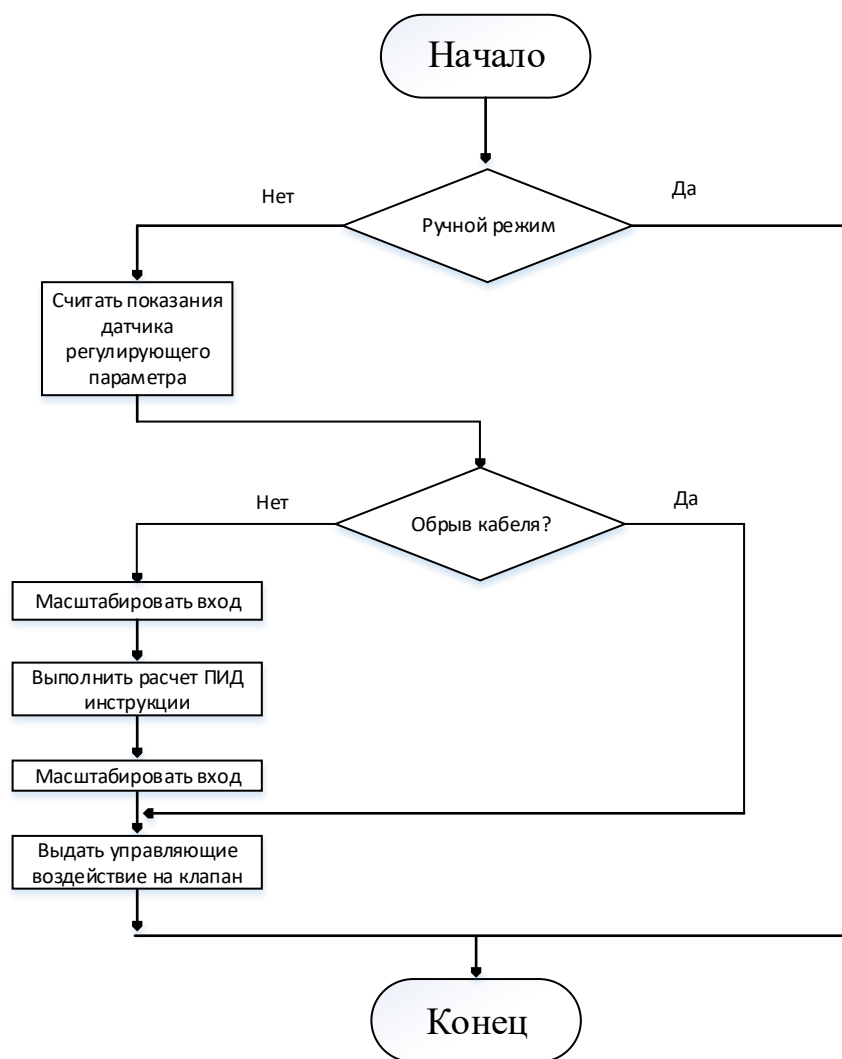 Начало
Нет
Да
Ручной режим
Считать показания
датчика
регулирующего
параметра
Нет
Да
Обрыв кабеля?
Масштабировать вход
Выполнить расчет ПИД
инструкции
Масштабировать вход
Выдать управляющие
воздействие на клапан
Конец